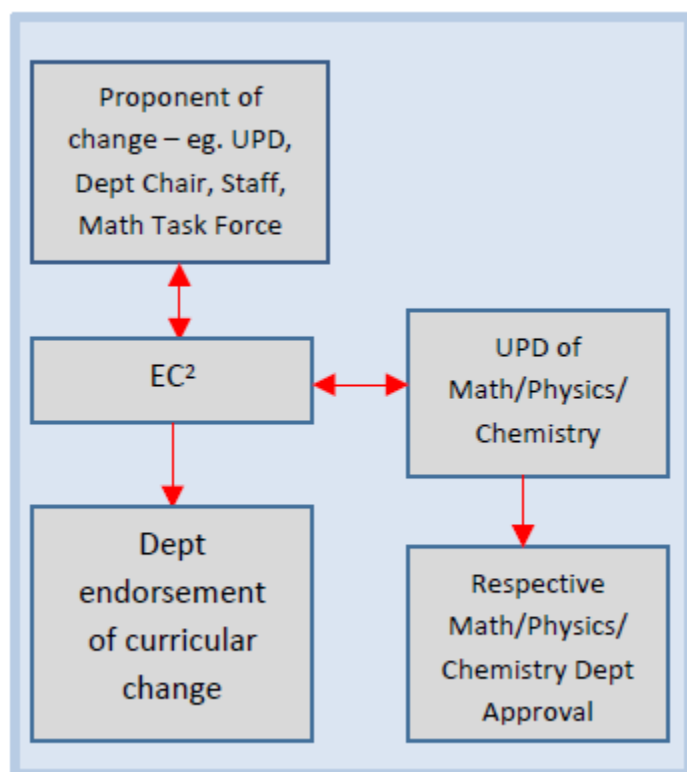 Proponent of
change – eg. UPD,
Dept Chair, Staff,
Math Task Force
EC²
UPD of
Math/Physics/
Chemistry
Dept
endorsement
of curricular
change
Respective
Math/Physics/
Chemistry Dept
Approval